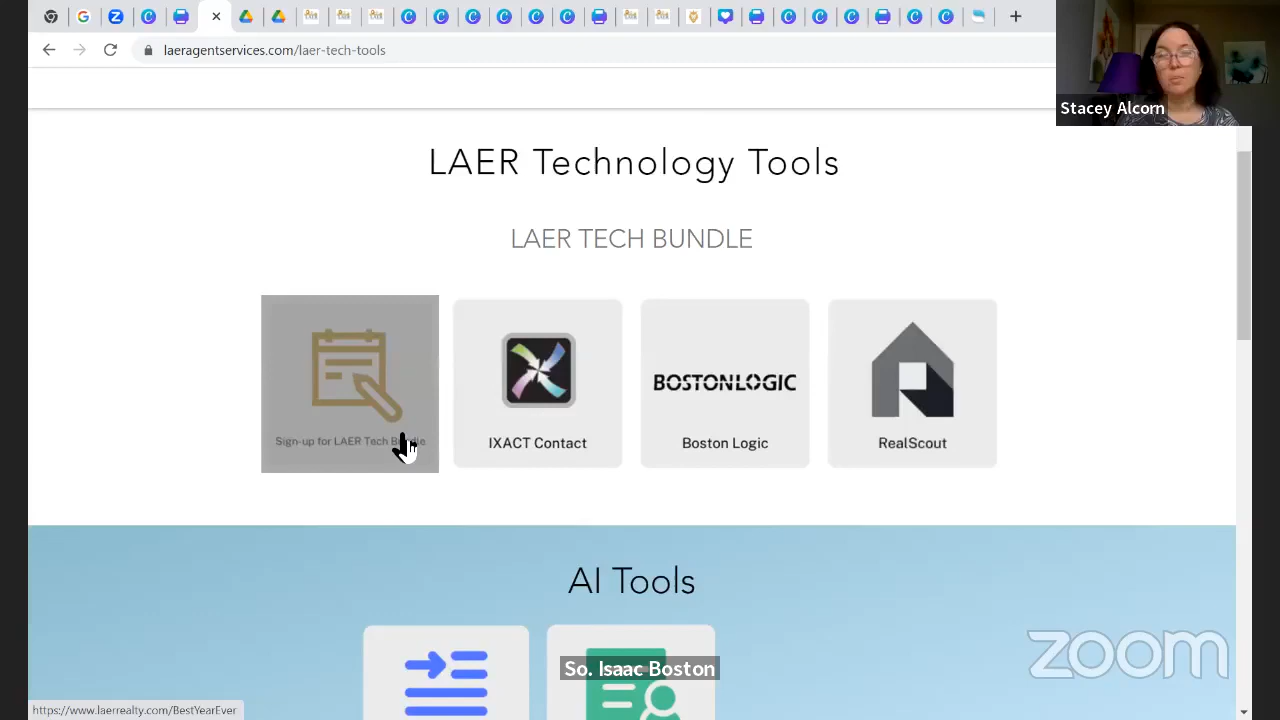 laeragentservices.com/laer-tech-tools
Stacey Alcorn
LAER Technology Tools
LAER TECH BUNDLE
Sign-up for LAER Tech Bundle
IXACT Contact
BOSTONLOGIC
Boston Logic
RealScout
AI Tools
So. Isaac Boston
zoom
https://www.laerrealty.com/BestYearEver